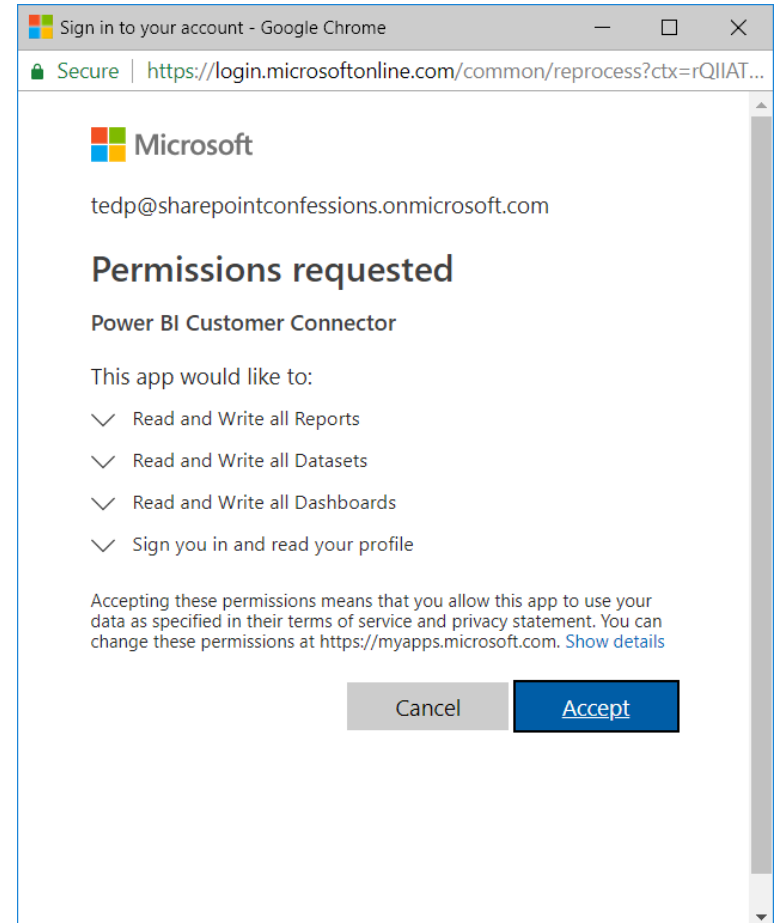 Sign in to your account - Google Chrome
Secure | https://login.microsoftonline.com/common/reprocess?ctx=rQIIAT...
Microsoft
tedp@sharepointconfessions.onmicrosoft.com
Permissions requested
Power BI Customer Connector
This app would like to:
Read and Write all Reports
Read and Write all Datasets
Read and Write all Dashboards
Sign you in and read your profile
Accepting these permissions means that you allow this app to use your
data as specified in their terms of service and privacy statement. You can
change these permissions at https://myapps.microsoft.com. Show details
Cancel Accept